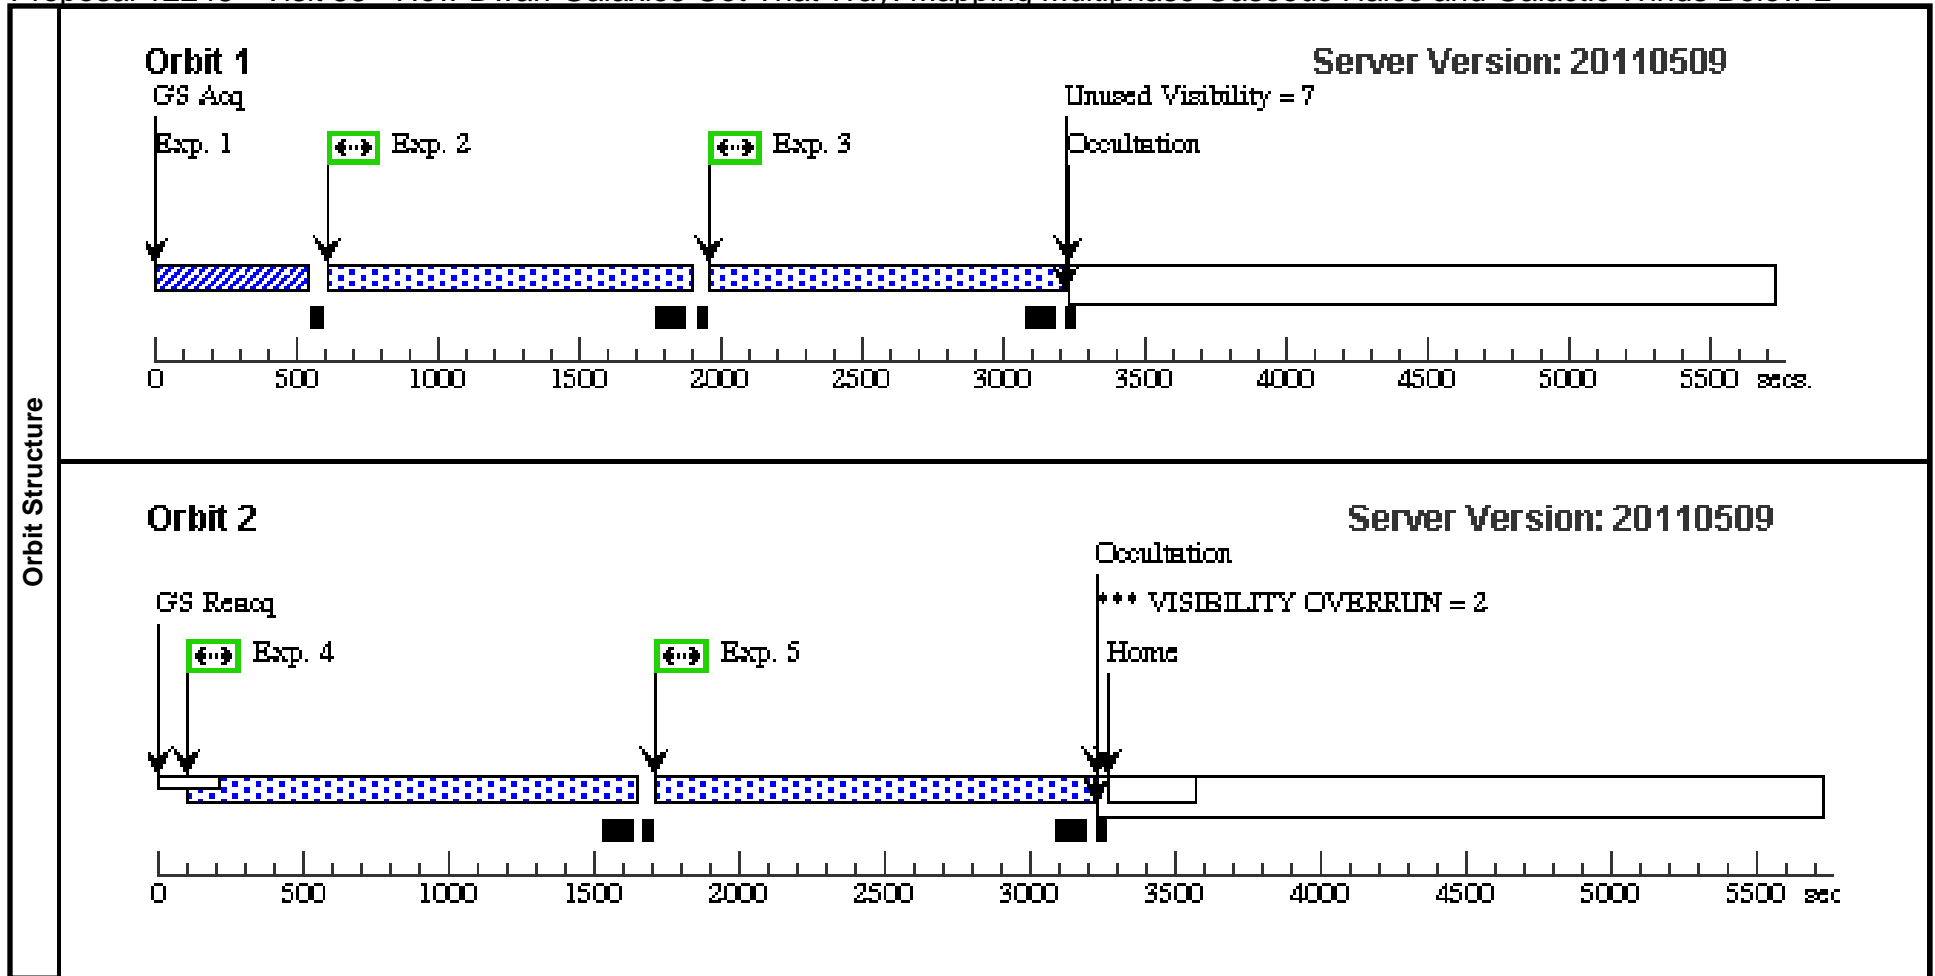 Orbit Structure
Orbit 1
Server Version: 20110509
GS Acq
Unused Visibility = 7
Exp. 1
Exp. 2
Exp. 3
Occultation
0 500 1000 1500 2000 2500 3000 3500 4000 4500 5000 5500 secs.
Orbit 2
Server Version: 20110509
Occultation
GS Reacq
*** VISIBILITY OVERRUN = 2
Exp. 4
Exp. 5
Home
0 500 1000 1500 2000 2500 3000 3500 4000 4500 5000 5500 sec